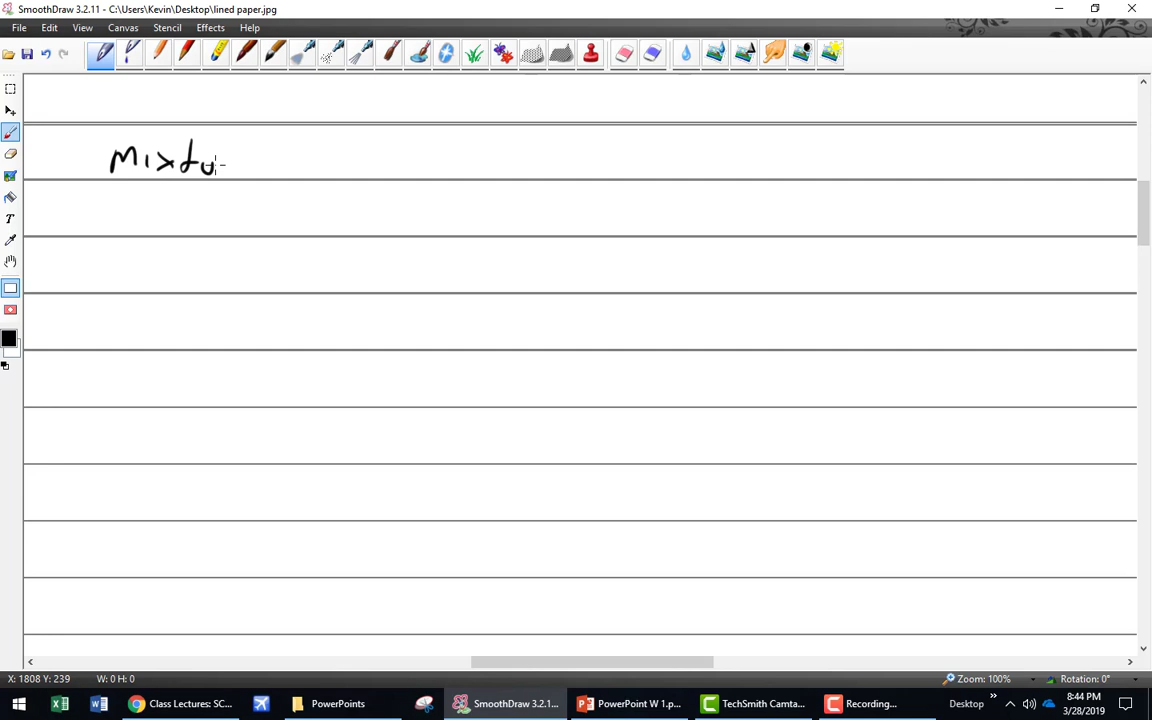 SmoothDraw 3.2.11 - C:\Users\Kevin\Desktop\lined paper.jpg
File Edit View Canvas Stencil Effects Help
Mixtu
X: 1808 Y: 239 W: 0 H: 0 Zoom: 100% Rotation: 0°
Class Lectures: SC... PowerPoints SmoothDraw 3.2.1... PowerPoint W 1.p... TechSmith Camta... Recording... Desktop 8:44 PM
3/28/2019